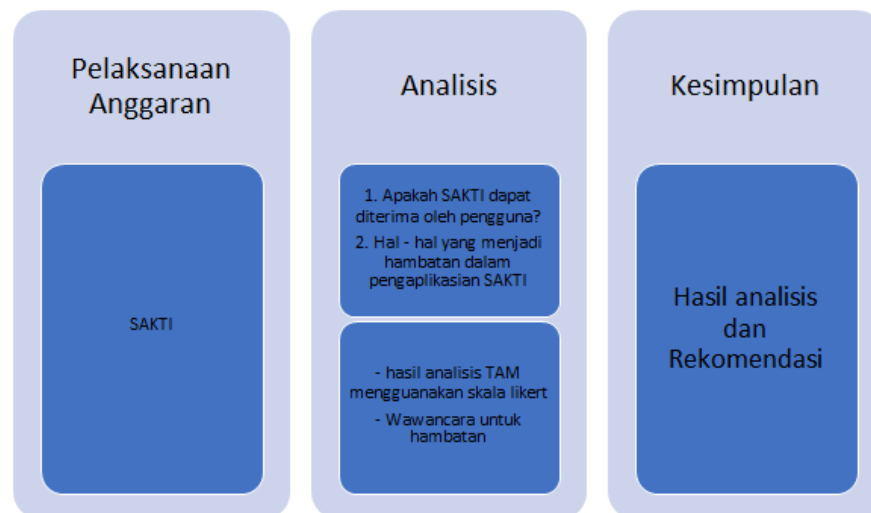 Pelaksanaan
Anggaran
SAKTI
Analisis
1. Apakah SAKTI dapat
diterima oleh pengguna?
2. Hal - hal yang menjadi
hambatan dalam
pengaplikasian SAKTI
- hasil analisis TAM
mengguanakan skala likert
- Wawancara untuk
hambatan
Kesimpulan
Hasil analisis
dan
Rekomendasi